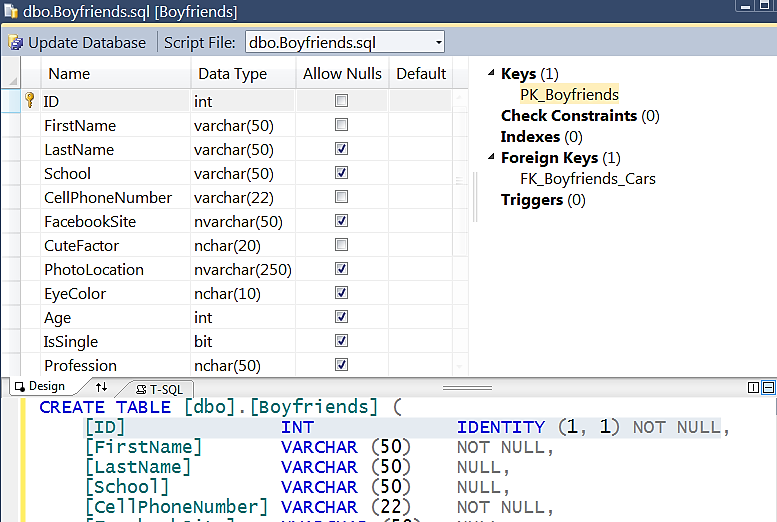 dbo.Boyfriends.sql [Boyfriends]
Update Database Script File: dbo.Boyfriends.sql
Name Data Type Allow Nulls Default
ID int
FirstName varchar(50)
LastName varchar(50)
School varchar(50)
CellPhoneNumber varchar(22)
FacebookSite nvarchar(50)
CuteFactor nchar(20)
PhotoLocation nvarchar(250)
EyeColor nchar(10)
Age int
IsSingle bit
Profession nchar(50)
Keys (1)
PK_Boyfriends
Check Constraints (0)
Indexes (0)
Foreign Keys (1)
FK_Boyfriends_Cars
Triggers (0)
Design T-SQL
CREATE TABLE [dbo].[Boyfriends] (
[ID] INT IDENTITY (1, 1) NOT NULL,
[FirstName] VARCHAR (50) NOT NULL,
[LastName] VARCHAR (50) NULL,
[School] VARCHAR (50) NULL,
[CellPhoneNumber] VARCHAR (22) NOT NULL,